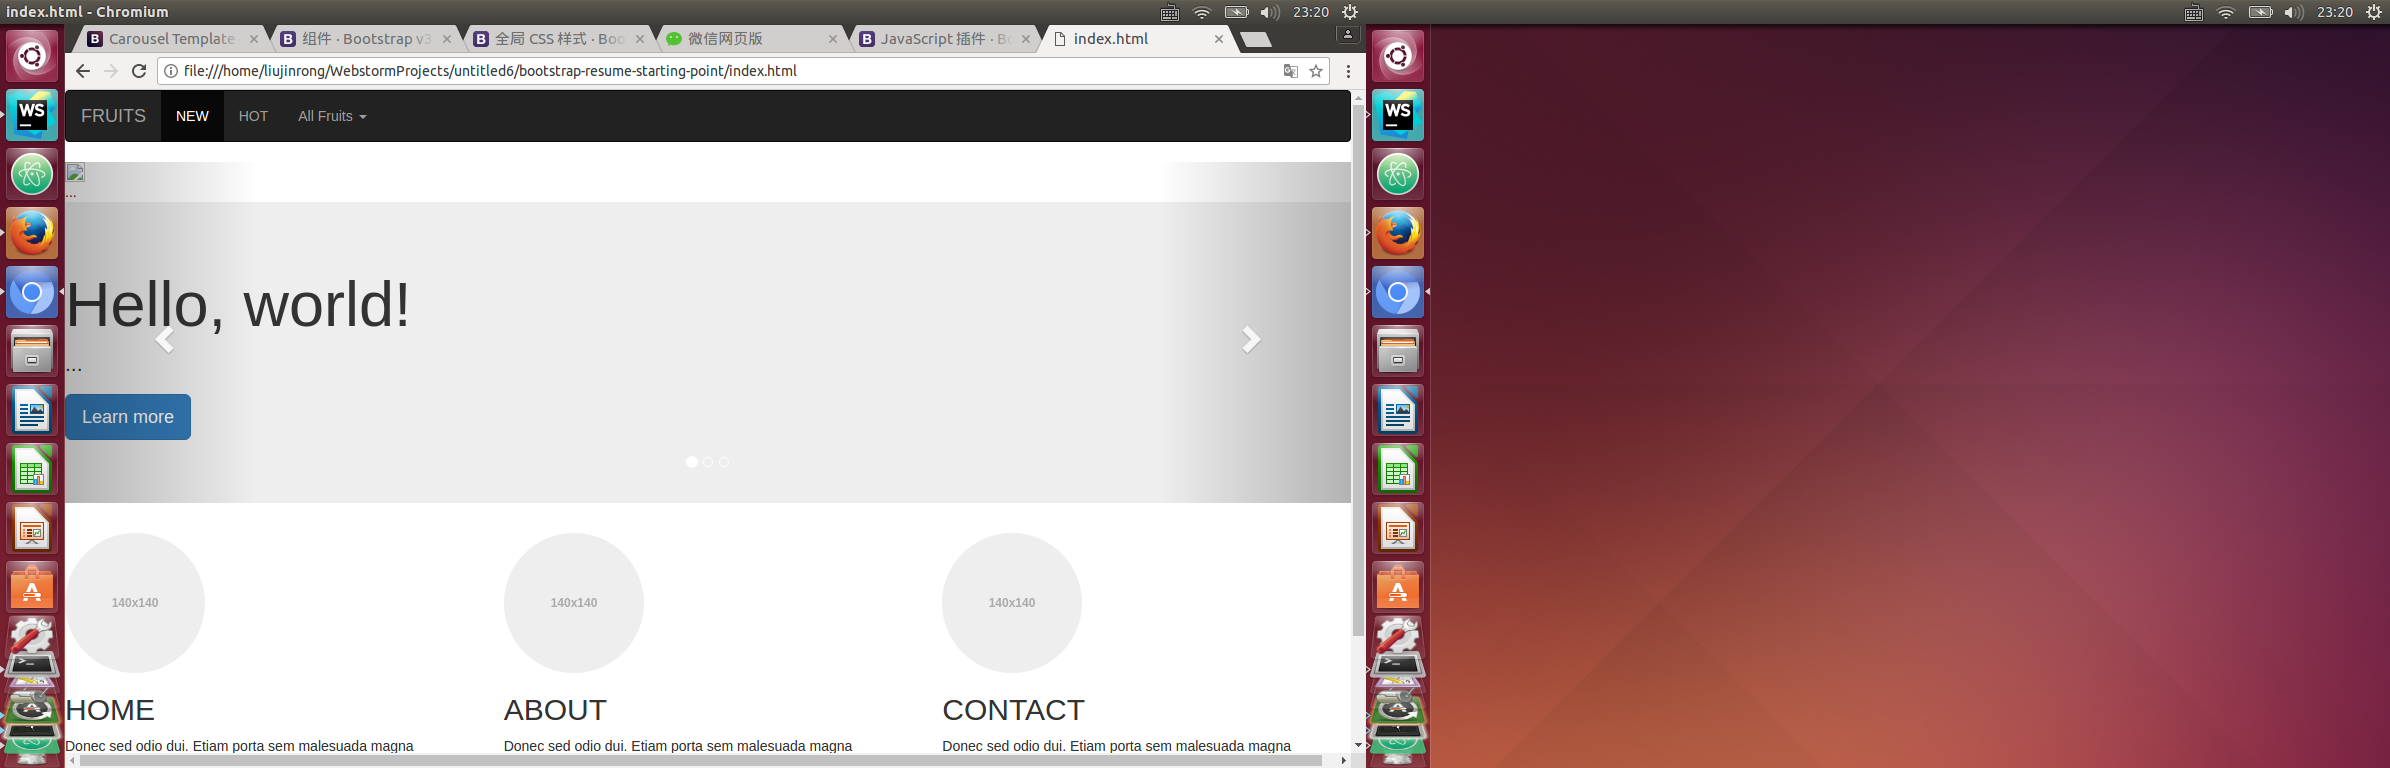 index.html - Chromium
23:20
23:20
Carousel Template
组件 · Bootstrap v3
全局 CSS 样式 · Boo
微信网页版
JavaScript 插件 · Bo
index.html
file:///home/liujinrong/WebstormProjects/untitled6/bootstrap-resume-starting-point/index.html
FRUITS
NEW
HOT
All Fruits
...
Hello, world!
...
Learn more
140x140
140x140
140x140
HOME
ABOUT
CONTACT
Donec sed odio dui. Etiam porta sem malesuada magna
Donec sed odio dui. Etiam porta sem malesuada magna
Donec sed odio dui. Etiam porta sem malesuada magna
WS
WS